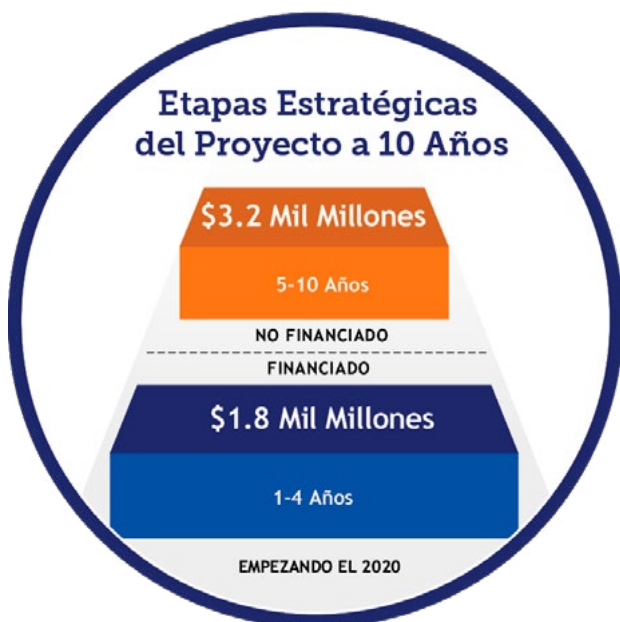 Etapas Estratégicas
del Proyecto a 10 Años
$3.2 Mil Millones
5-10 Años
NO FINANCIADO
FINANCIADO
$1.8 Mil Millones
1-4 Años
EMPEZANDO EL 2020